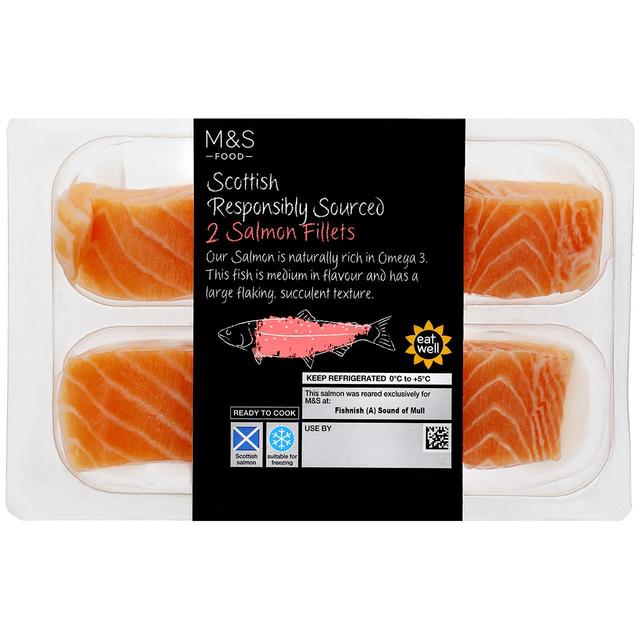 M&S
FOOD
Scottish
Responsibly Sourced
2 Salmon Fillets
Our Salmon is naturally rich in Omega 3.
This fish is medium in flavour and has a
large flaking, succulent texture.
eat
well
KEEP REFRIGERATED 0°C to +5°C
This salmon was reared exclusively for
M&S at:
Fishnish (A) Sound of Mull
READY TO COOK
USE BY
Scottish
salmon
suitable for
freezing